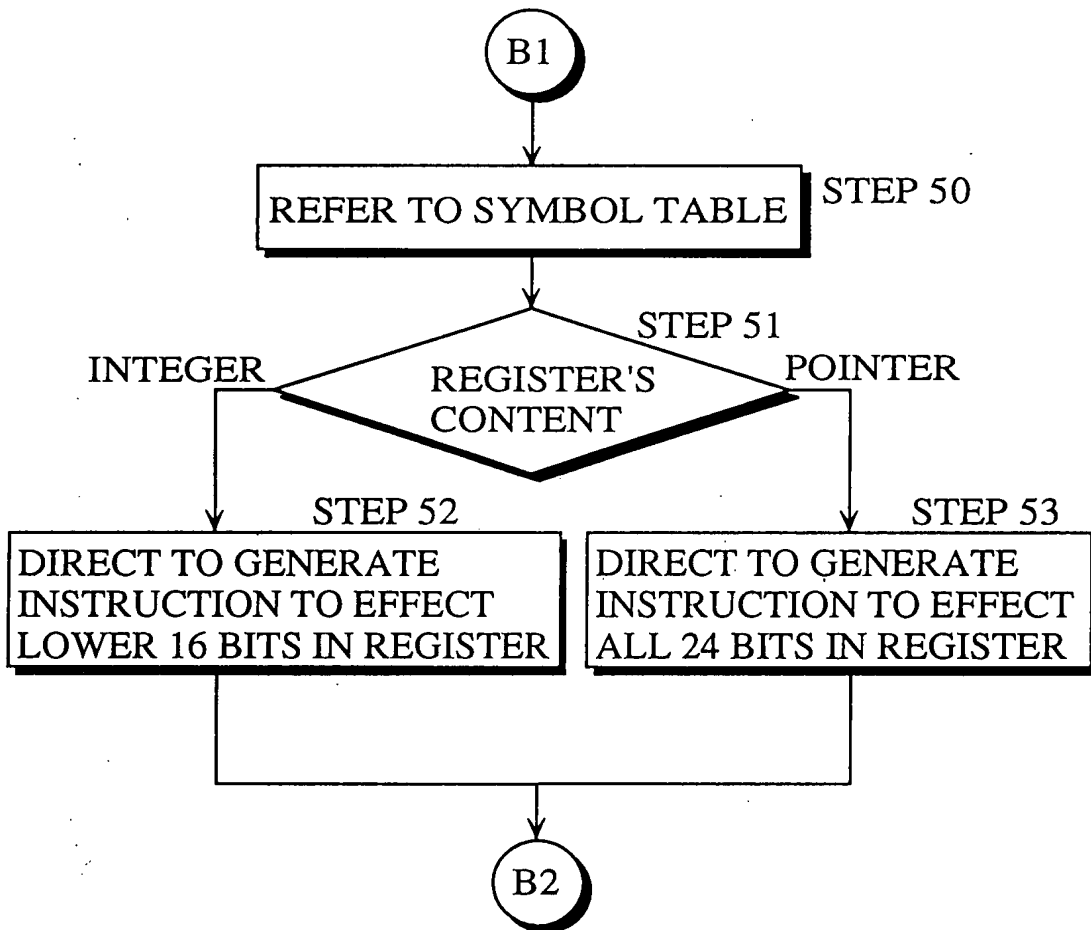 B1
REFER TO SYMBOL TABLE
STEP 50
STEP 51
INTEGER
REGISTER'S
CONTENT
POINTER
STEP 52
DIRECT TO GENERATE
INSTRUCTION TO EFFECT
LOWER 16 BITS IN REGISTER
STEP 53
DIRECT TO GENERATE
INSTRUCTION TO EFFECT
ALL 24 BITS IN REGISTER
B2